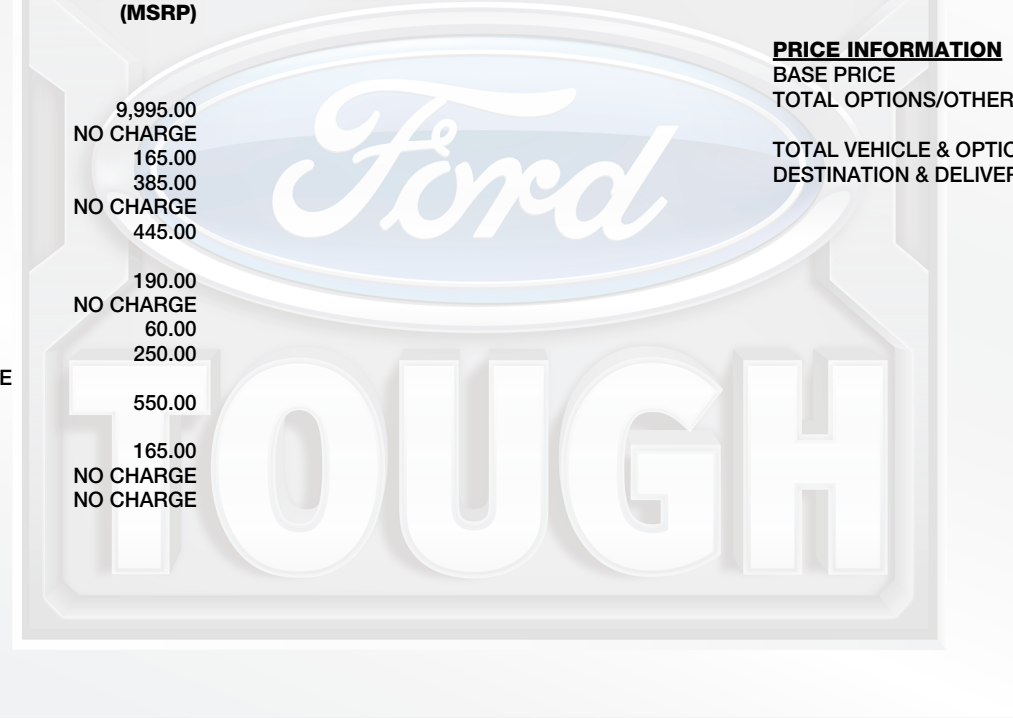 (MSRP)
9,995.00
NO CHARGE
165.00
385.00
NO CHARGE
445.00
190.00
NO CHARGE
60.00
250.00
E
550.00
165.00
NO CHARGE
NO CHARGE
PRICE INFORMATION
BASE PRICE
TOTAL OPTIONS/OTHER
TOTAL VEHICLE & OPTIO
DESTINATION & DELIVER
Ford
TOUGH